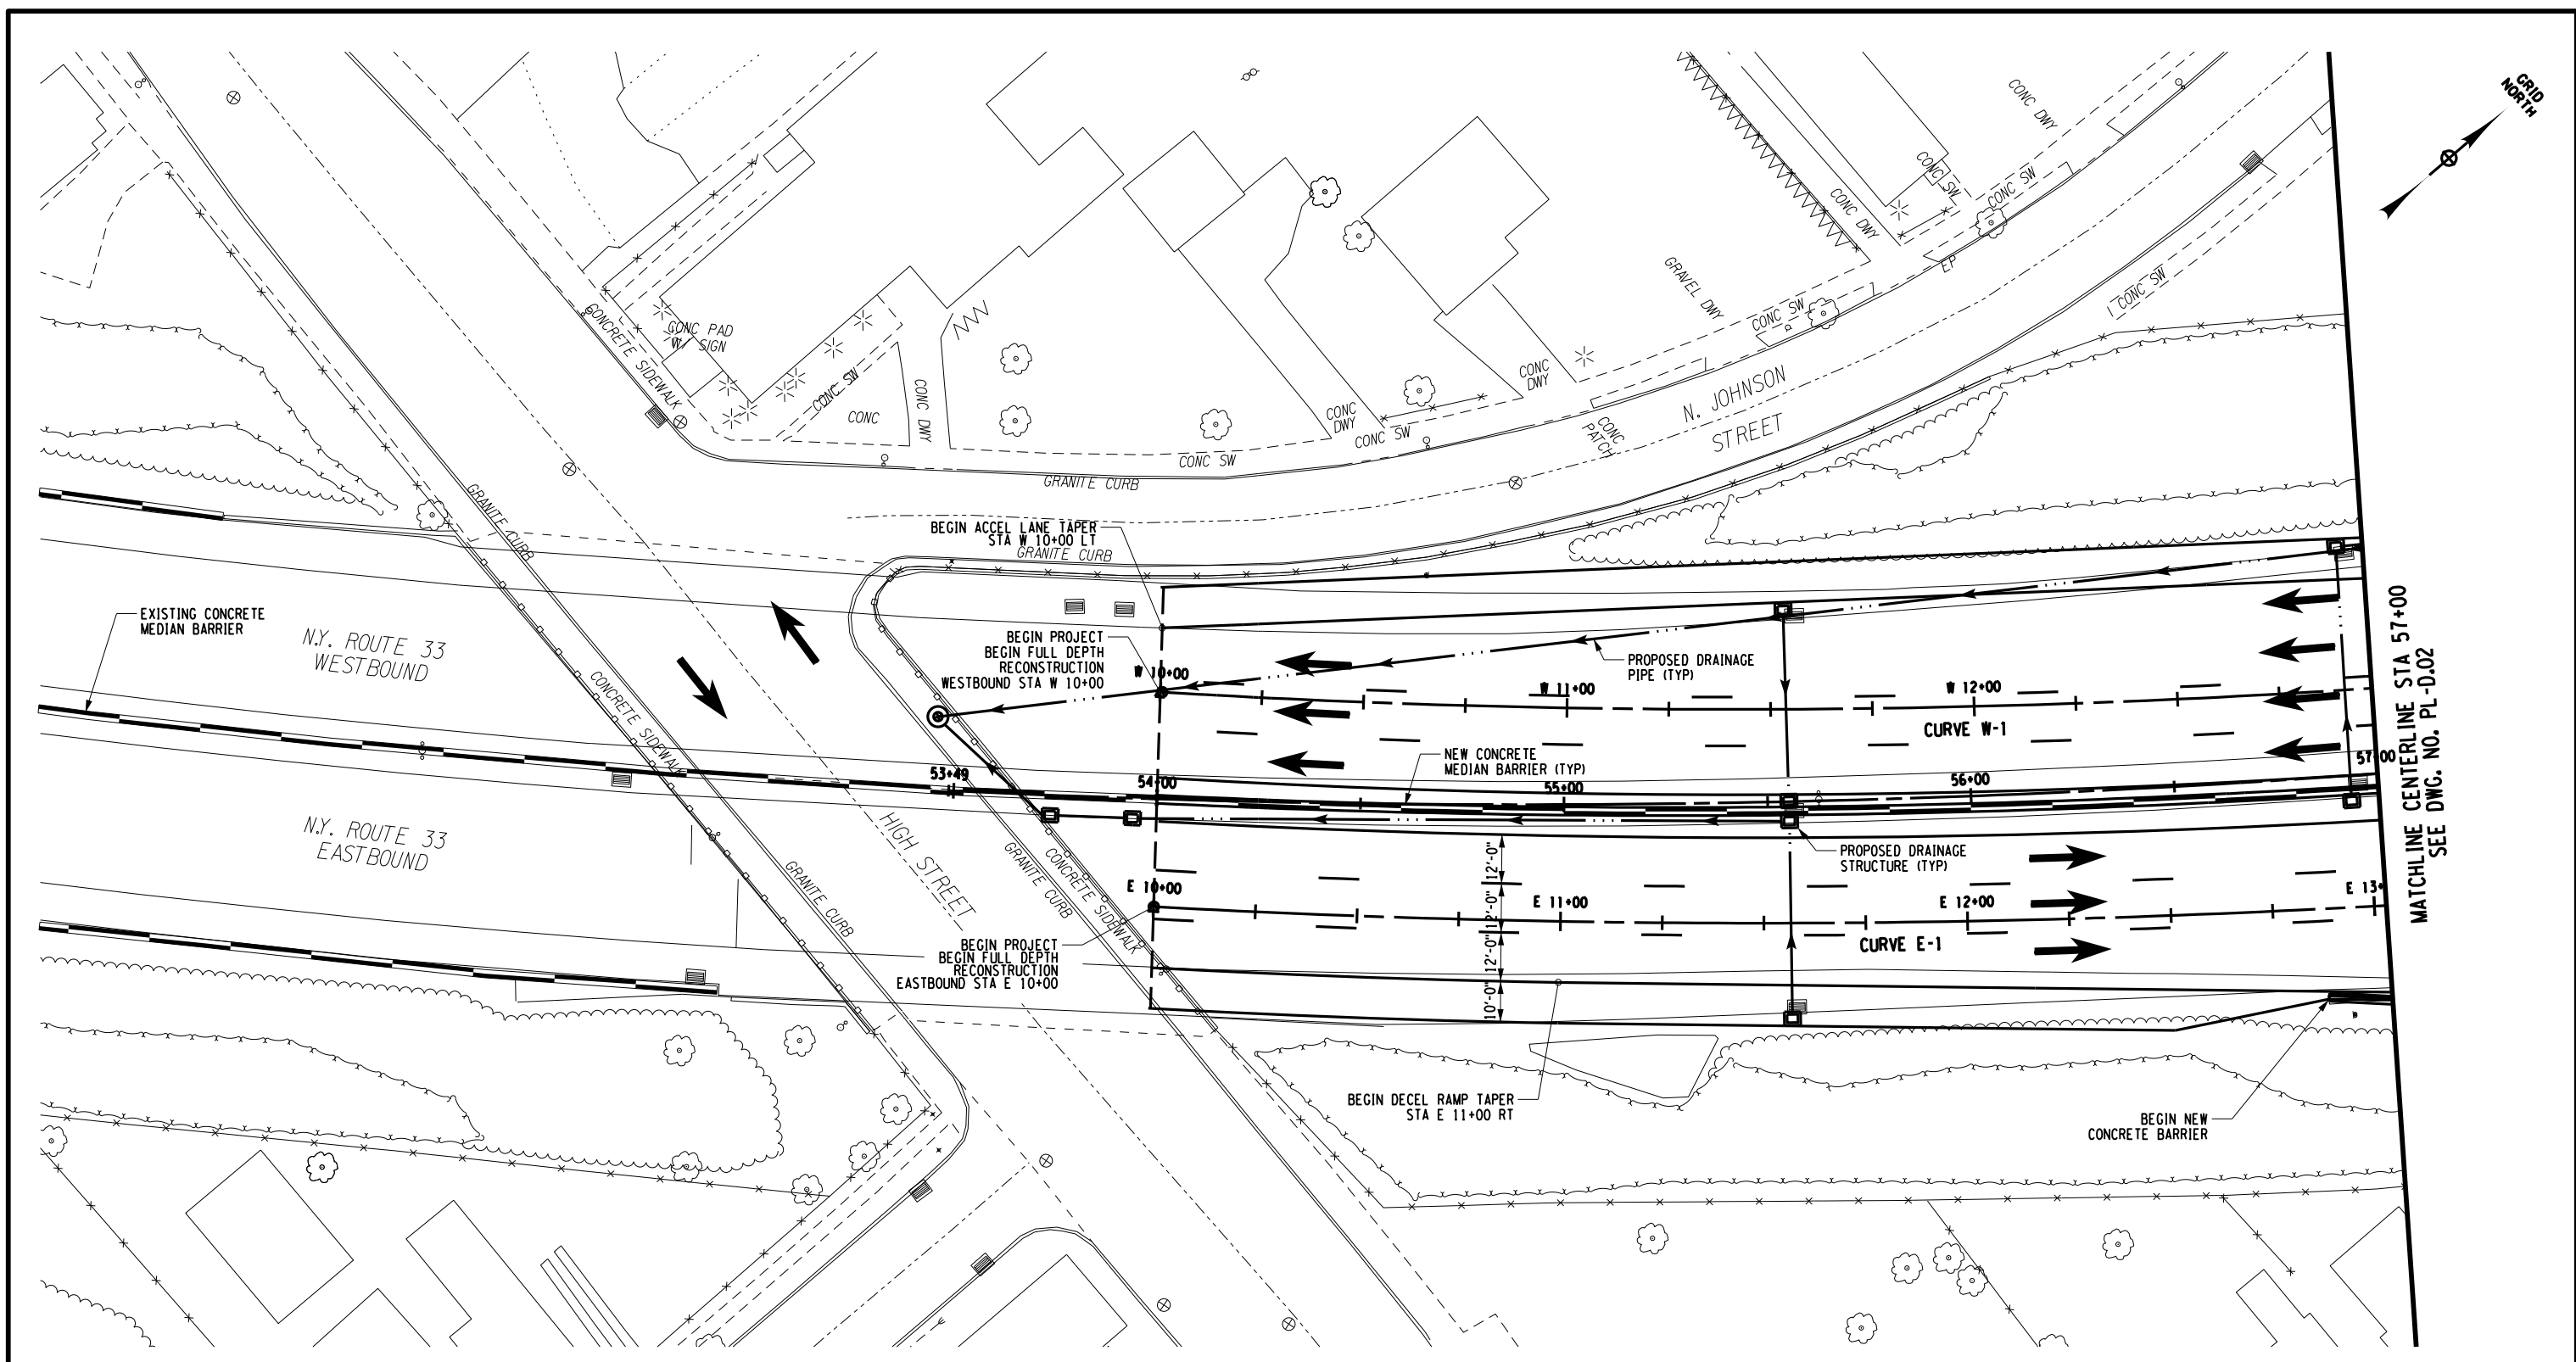 GRID
NORTH
CONC DWY
CONC SW
CONC SW
CONC DWY
EP
CONC SW
GRAVEL DWY
CONC SW
CONCRETE SIDEWALK
CONC PAD
W/ SIGN
CONC SW
CONC
CONC DWY
CONC
DWY
CONC
DWY
CONC SW
CONC SW
CONC
PATCH
N. JOHNSON
STREET
GRANITE CURB
GRANITE CURB
BEGIN ACCEL LANE TAPER
STA W 10+00 LT
GRANITE CURB
EXISTING CONCRETE
MEDIAN BARRIER
N.Y. ROUTE 33
WESTBOUND
BEGIN PROJECT
BEGIN FULL DEPTH
RECONSTRUCTION
WESTBOUND STA W 10+00
W 10+00
PROPOSED DRAINAGE
PIPE (TYP)
W 11+00
W 12+00
CURVE W-1
MATCHLINE CENTERLINE STA 57+00
SEE DWG. NO. PL-D.02
CONCRETE SIDEWALK
NEW CONCRETE
MEDIAN BARRIER (TYP)
53+49
54+00
55+00
56+00
57+00
N.Y. ROUTE 33
EASTBOUND
HIGH STREET
GRANITE CURB
GRANITE CURB
CONCRETE SIDEWALK
PROPOSED DRAINAGE
STRUCTURE (TYP)
12'-0"
12'-0"
12'-0"
10'-0"
E 10+00
E 11+00
E 12+00
E 13+
CURVE E-1
BEGIN PROJECT
BEGIN FULL DEPTH
RECONSTRUCTION
EASTBOUND STA E 10+00
BEGIN DECEL RAMP TAPER
STA E 11+00 RT
BEGIN NEW
CONCRETE BARRIER